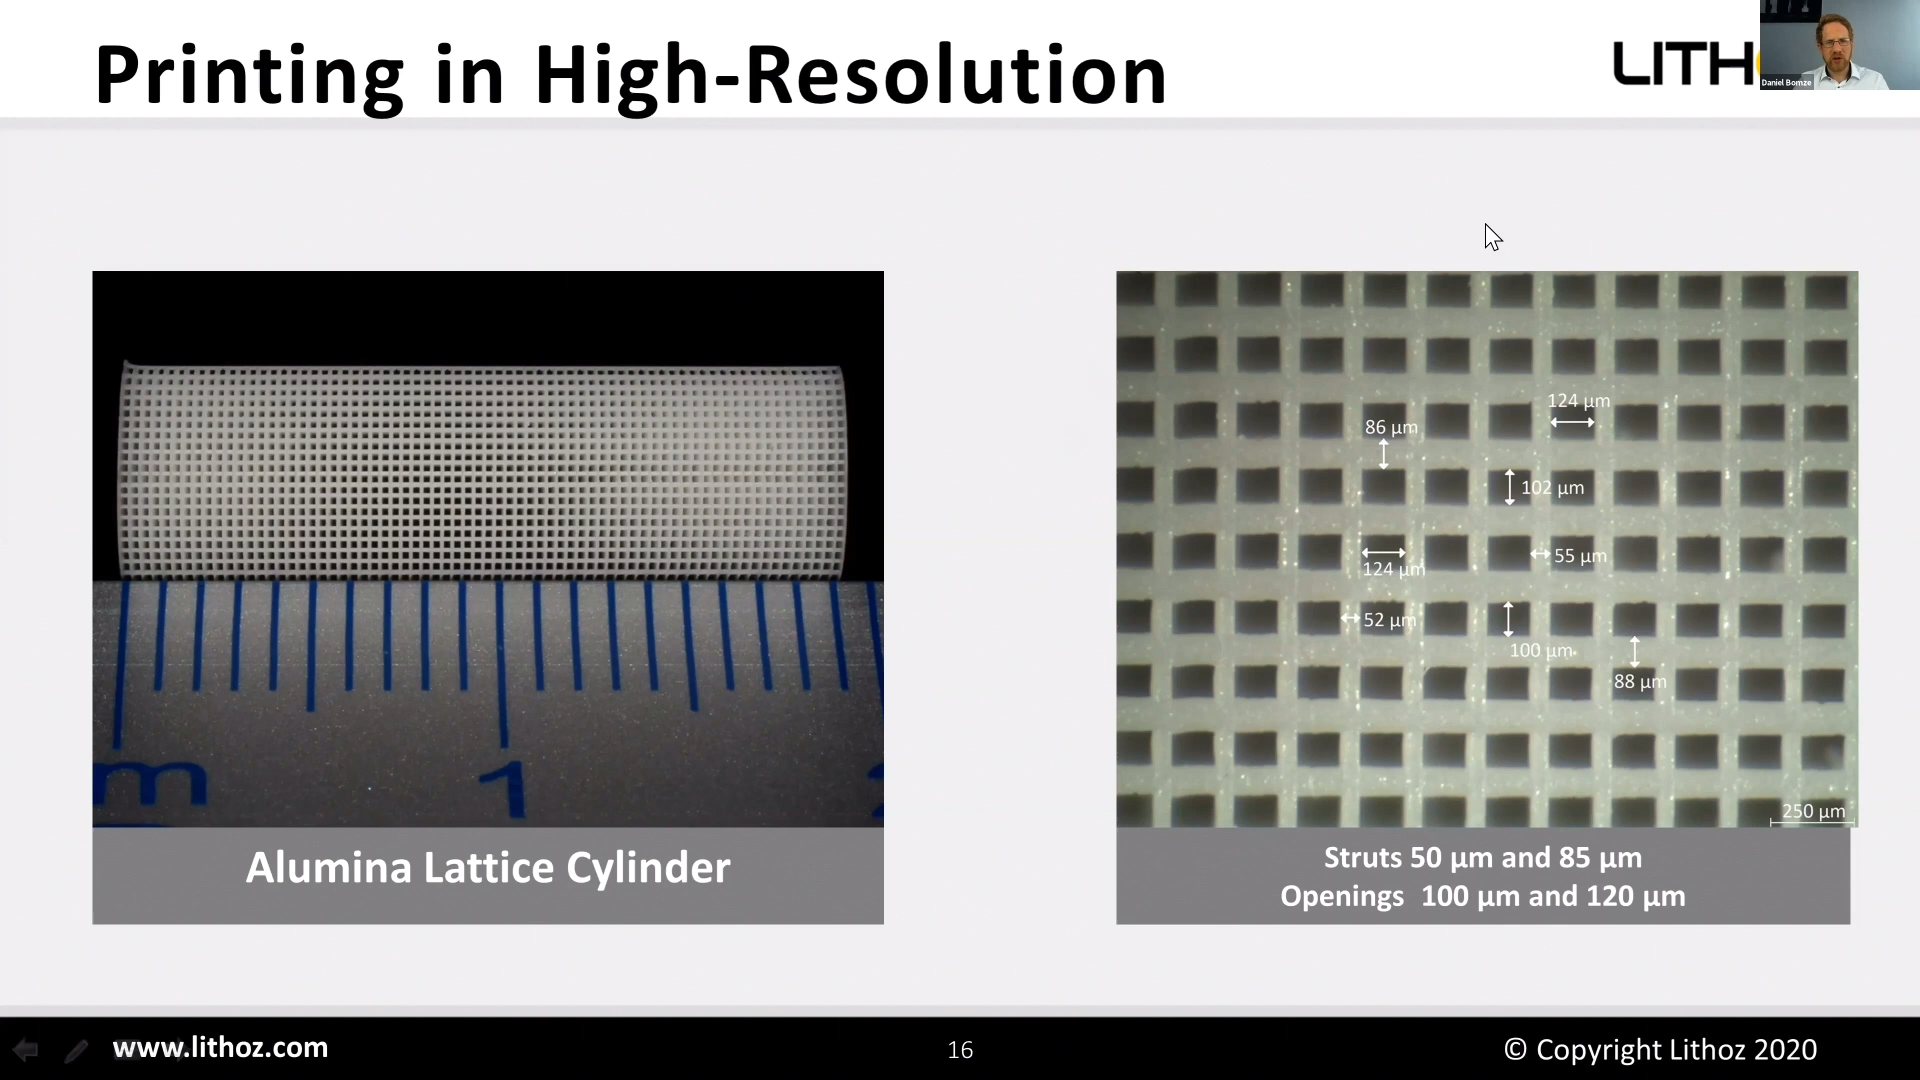 Printing in High-Resolution
LITH
Daniel Bomze
m
1
Alumina Lattice Cylinder
124 µm
86 µm
102 µm
55 µm
124 µm
52 µm
100 µm
88 µm
250 µm
Struts 50 µm and 85 µm
Openings 100 µm and 120 µm
www.lithoz.com
16
© Copyright Lithoz 2020